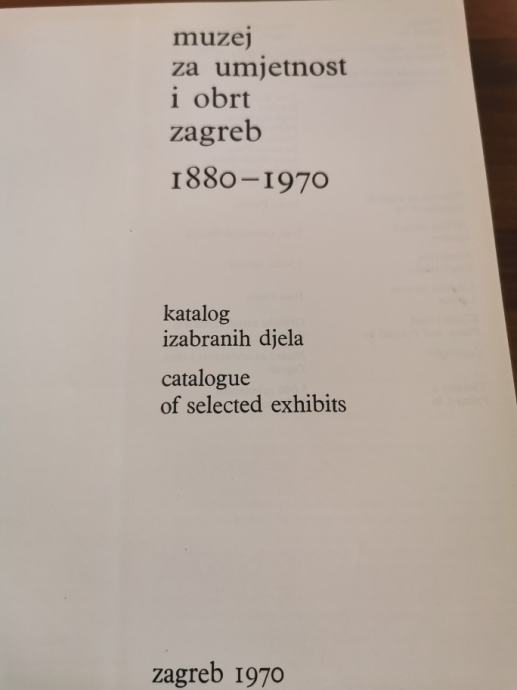 muzej
za umjetnost
i obrt
zagreb
1880–1970
katalog
izabranih djela
catalogue
of selected exhibits
zagreb 1970